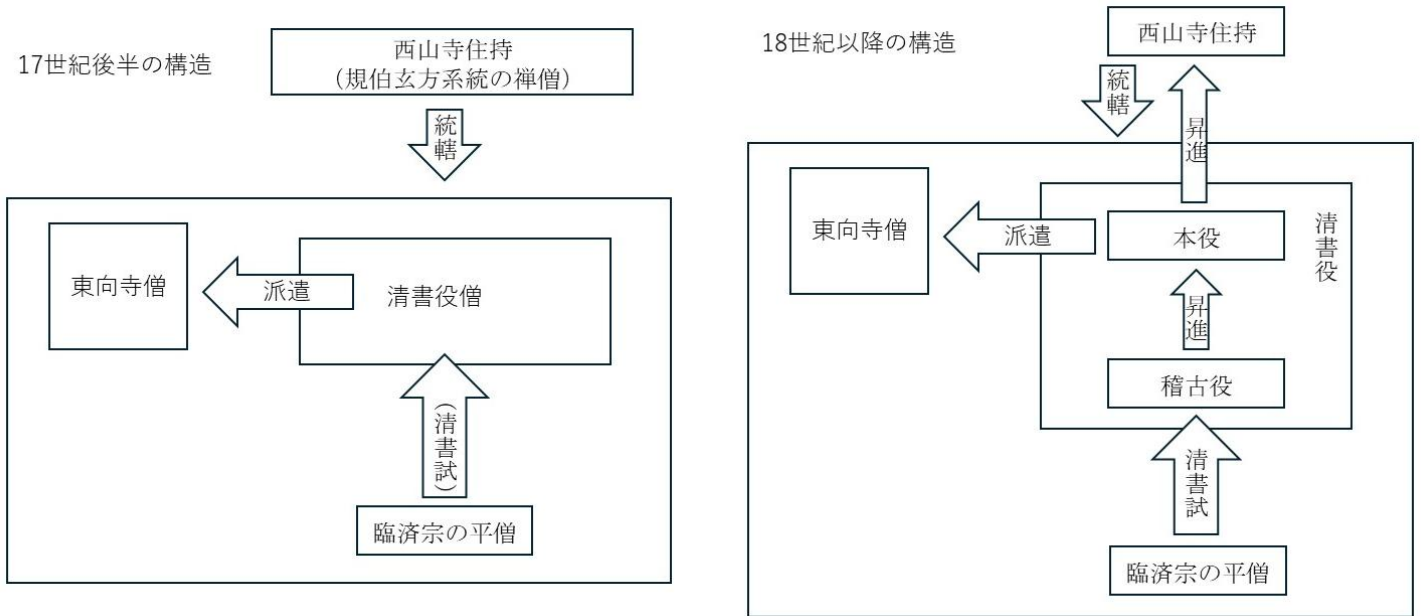 17世紀後半の構造
西山寺住持
（規伯玄方系統の禅僧）
統轄
東向寺僧
派遣
清書役僧
（清書試）
臨済宗の平僧
18世紀以降の構造
西山寺住持
統轄
昇進
東向寺僧
派遣
本役
清書役
昇進
稽古役
清書試
臨済宗の平僧